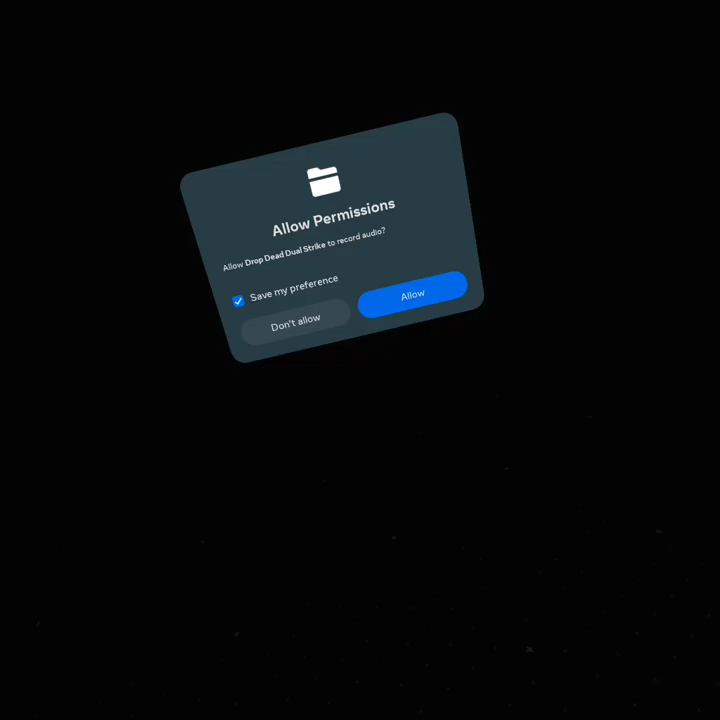 Allow Permissions
Allow Drop Dead Dual Strike to record audio?
Save my preference
Don't allow
Allow